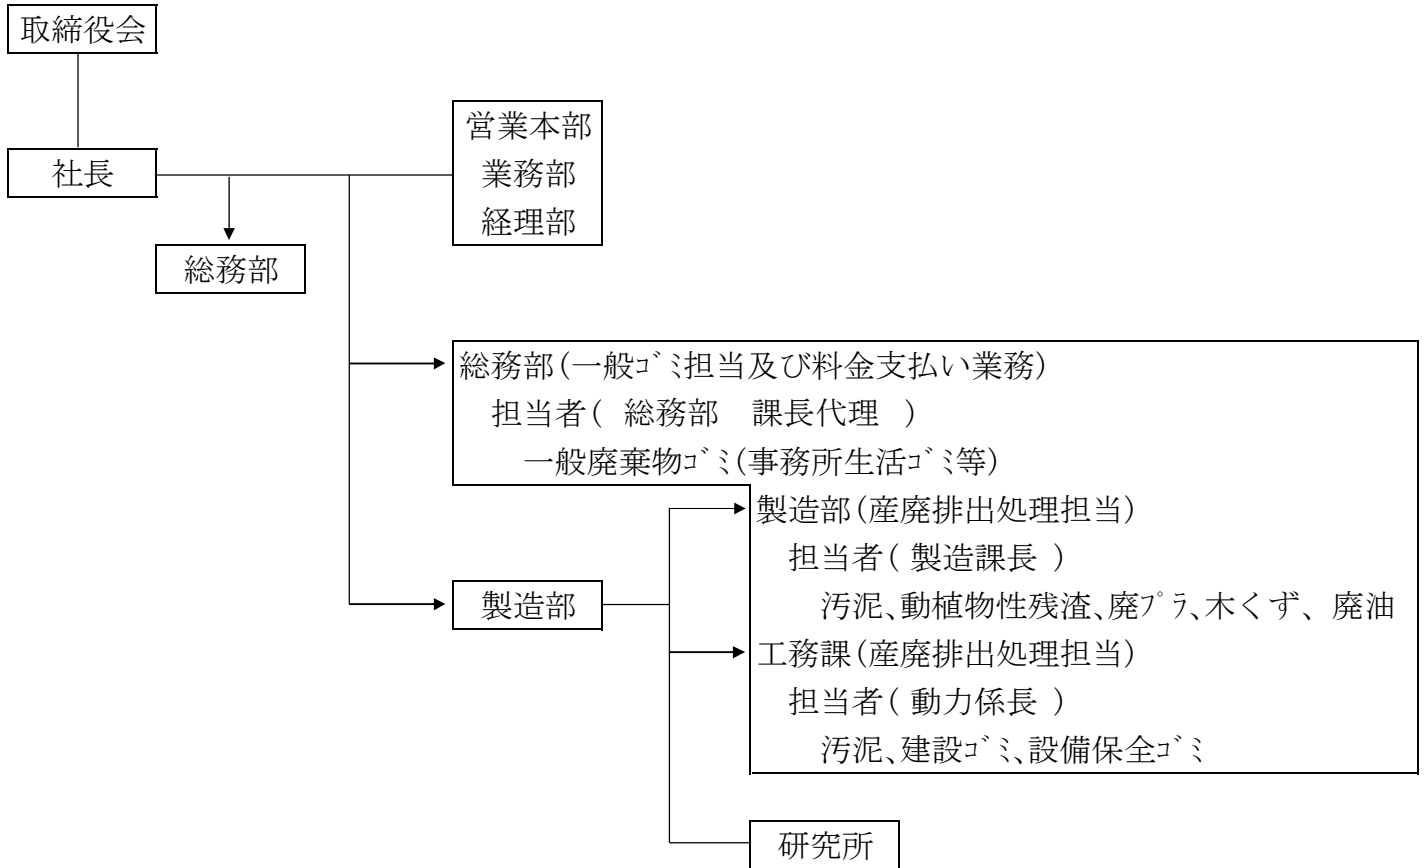 取締役会
社長
営業本部
業務部
経理部
総務部
総務部(一般ｺﾞﾐ担当及び料金支払い業務)
担当者( 総務部　課長代理 )
一般廃棄物ｺﾞﾐ(事務所生活ｺﾞﾐ等)
製造部(産廃排出処理担当)
担当者( 製造課長 )
汚泥、動植物性残渣、廃ﾌﾟﾗ、木くず、廃油
製造部
工務課(産廃排出処理担当)
担当者( 動力係長 )
汚泥、建設ｺﾞﾐ、設備保全ｺﾞﾐ
研究所